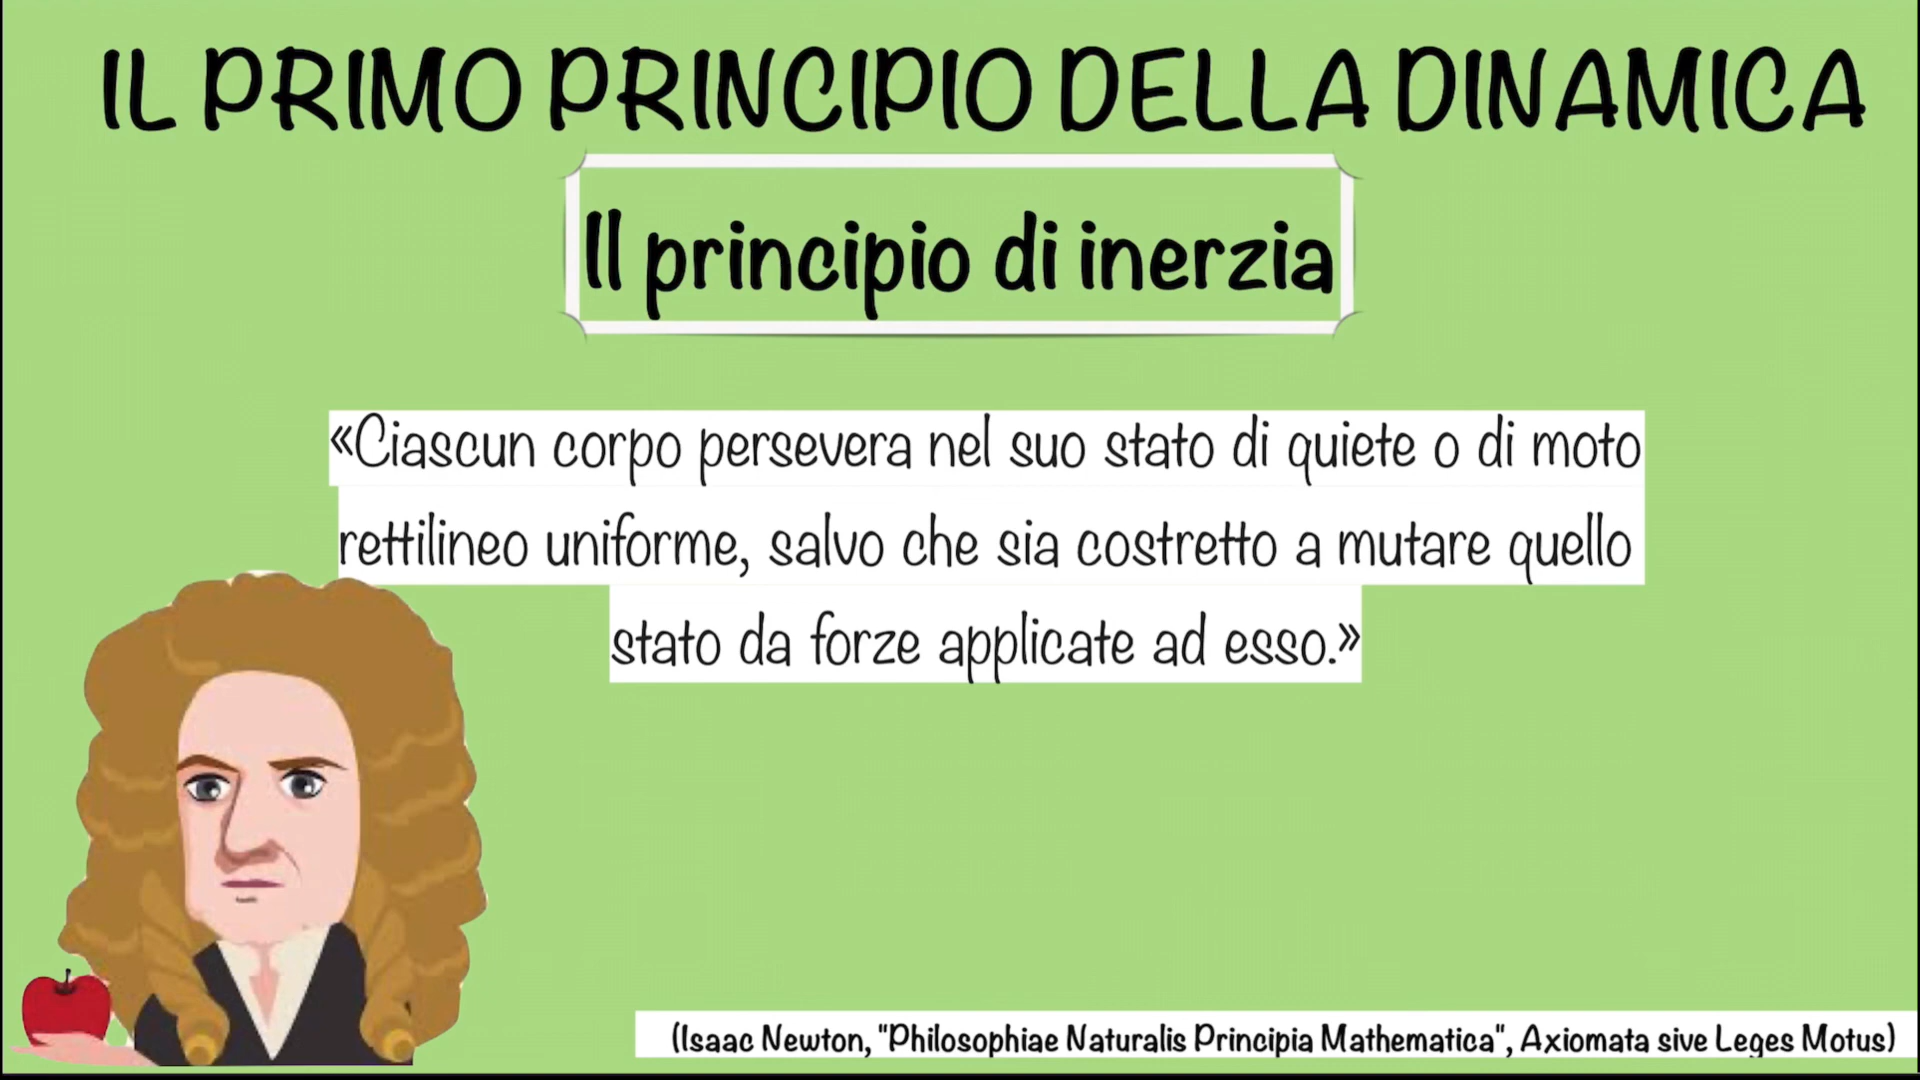 IL PRIMO PRINCIPIO DELLA DINAMICA
Il principio di inerzia
«Ciascun corpo persevera nel suo stato di quiete o di moto
rettilineo uniforme, salvo che sia costretto a mutare quello
stato da forze applicate ad esso.»
(Isaac Newton, "Philosophiae Naturalis Principia Mathematica", Axiomata sive Leges Motus)